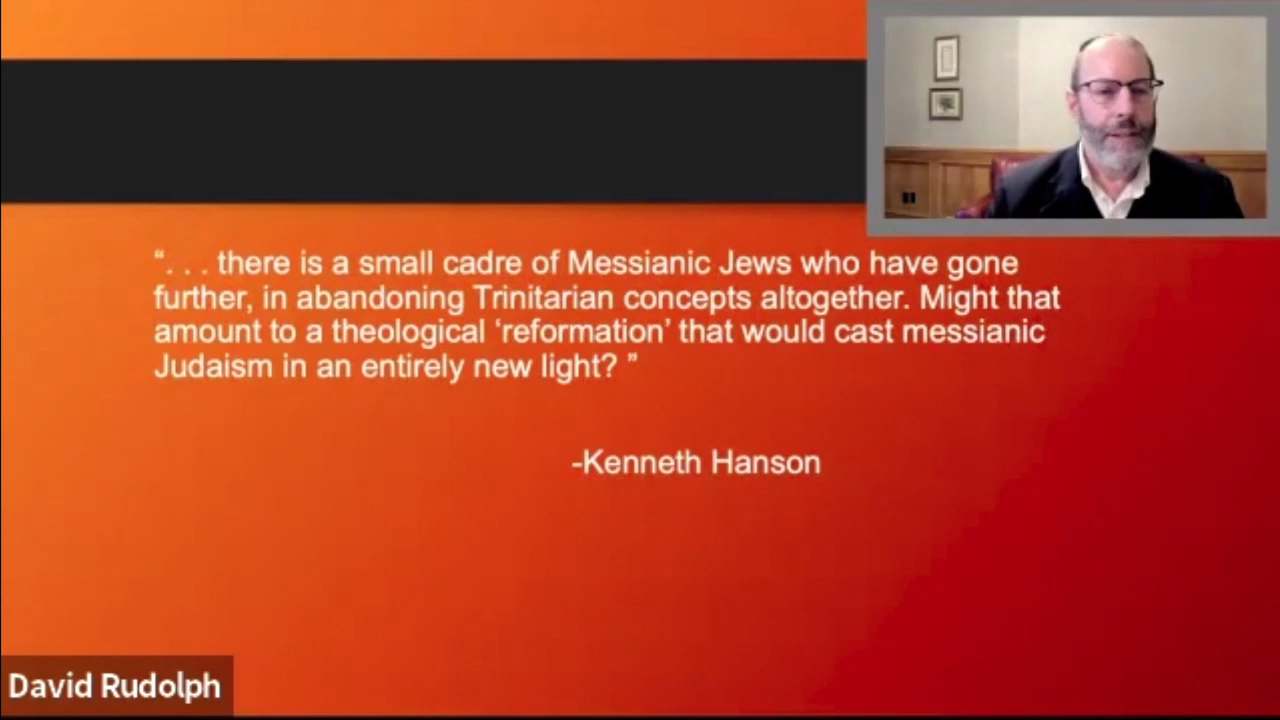 “. . . there is a small cadre of Messianic Jews who have gone
further, in abandoning Trinitarian concepts altogether. Might that
amount to a theological ‘reformation’ that would cast messianic
Judaism in an entirely new light? ”
-Kenneth Hanson
David Rudolph